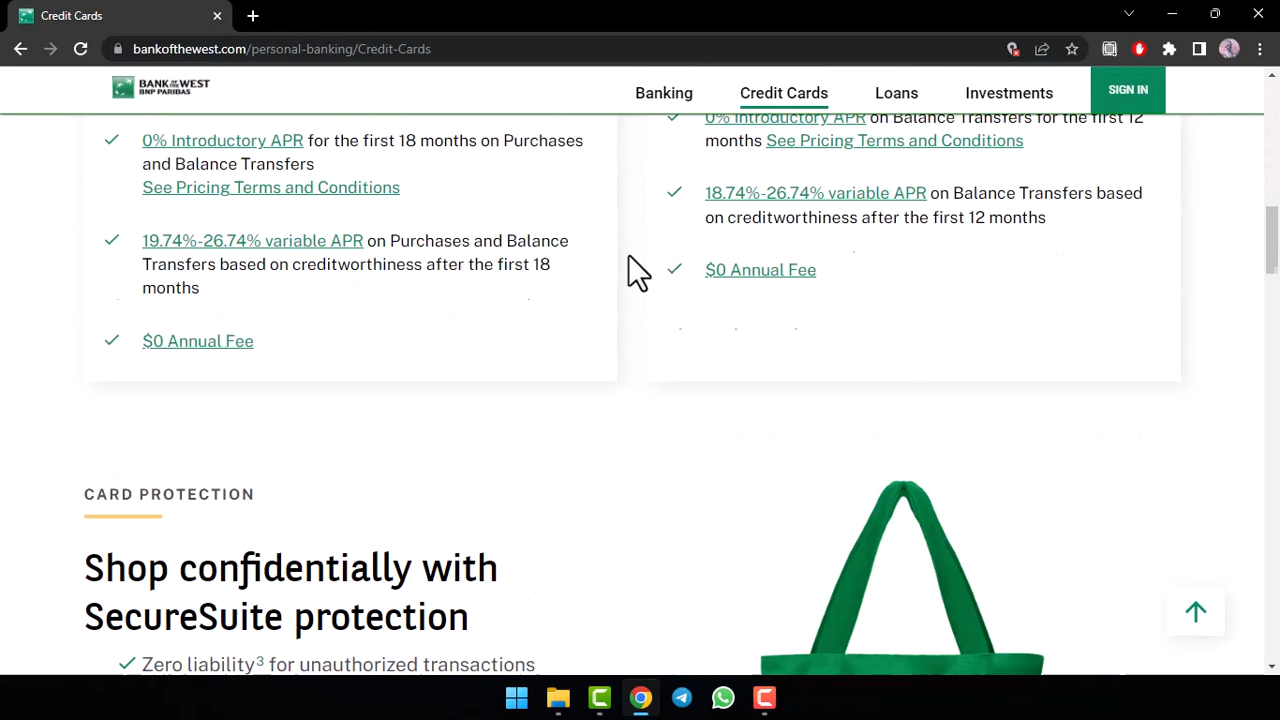 Credit Cards
bankofthewest.com/personal-banking/Credit-Cards
BANK OF THE WEST
BNP PARIBAS
Banking
Credit Cards
Loans
Investments
SIGN IN
0% Introductory APR for the first 18 months on Purchases
and Balance Transfers
See Pricing Terms and Conditions
19.74%-26.74% variable APR on Purchases and Balance
Transfers based on creditworthiness after the first 18
months
$0 Annual Fee
0% Introductory APR on Balance Transfers for the first 12
months See Pricing Terms and Conditions
18.74%-26.74% variable APR on Balance Transfers based
on creditworthiness after the first 12 months
$0 Annual Fee
CARD PROTECTION
Shop confidentially with
SecureSuite protection
Zero liability³ for unauthorized transactions